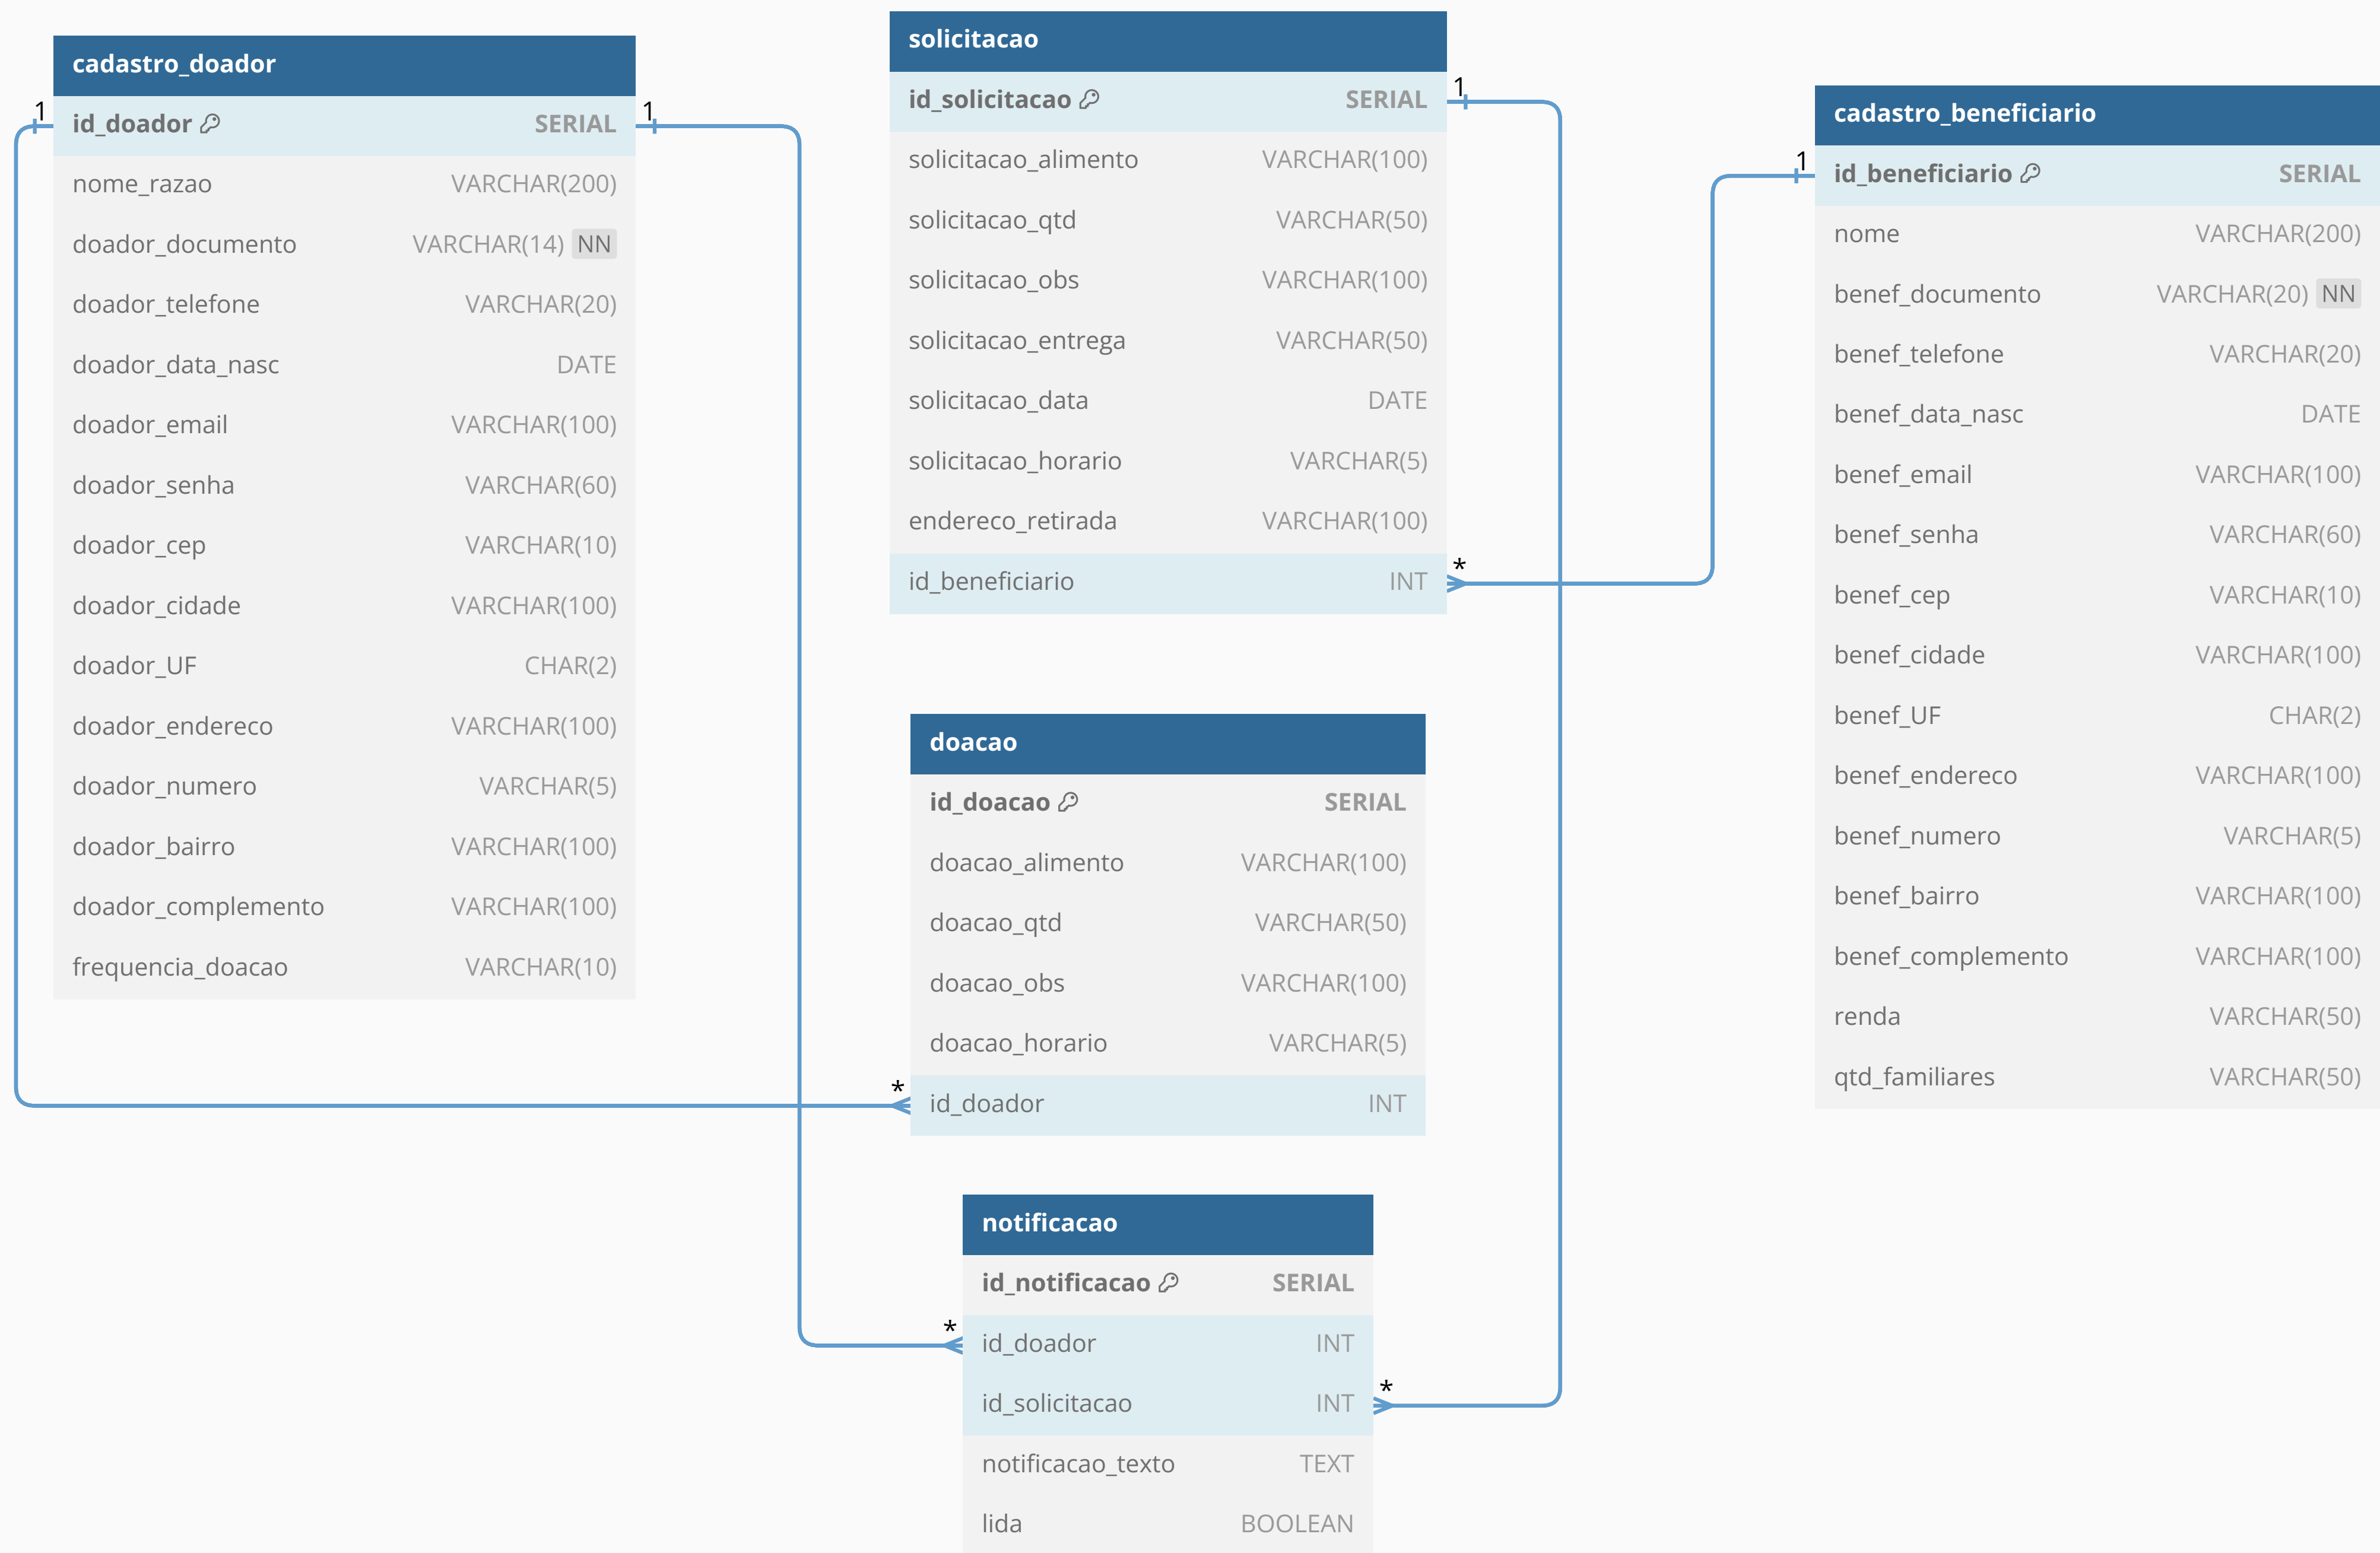 cadastro_doador
1
1
id_doador SERIAL
nome_razao VARCHAR(200)
doador_documento VARCHAR(14) NN
doador_telefone VARCHAR(20)
doador_data_nasc DATE
doador_email VARCHAR(100)
doador_senha VARCHAR(60)
doador_cep VARCHAR(10)
doador_cidade VARCHAR(100)
doador_UF CHAR(2)
doador_endereco VARCHAR(100)
doador_numero VARCHAR(5)
doador_bairro VARCHAR(100)
doador_complemento VARCHAR(100)
frequencia_doacao VARCHAR(10)
solicitacao
1
id_solicitacao SERIAL
solicitacao_alimento VARCHAR(100)
solicitacao_qtd VARCHAR(50)
solicitacao_obs VARCHAR(100)
solicitacao_entrega VARCHAR(50)
solicitacao_data DATE
solicitacao_horario VARCHAR(5)
endereco_retirada VARCHAR(100)
*
id_beneficiario INT
doacao
id_doacao SERIAL
doacao_alimento VARCHAR(100)
doacao_qtd VARCHAR(50)
doacao_obs VARCHAR(100)
doacao_horario VARCHAR(5)
*
id_doador INT
notificacao
id_notificacao SERIAL
*
id_doador INT
*
id_solicitacao INT
notificacao_texto TEXT
lida BOOLEAN
cadastro_beneficiario
1
id_beneficiario SERIAL
nome VARCHAR(200)
benef_documento VARCHAR(20) NN
benef_telefone VARCHAR(20)
benef_data_nasc DATE
benef_email VARCHAR(100)
benef_senha VARCHAR(60)
benef_cep VARCHAR(10)
benef_cidade VARCHAR(100)
benef_UF CHAR(2)
benef_endereco VARCHAR(100)
benef_numero VARCHAR(5)
benef_bairro VARCHAR(100)
benef_complemento VARCHAR(100)
renda VARCHAR(50)
qtd_familiares VARCHAR(50)